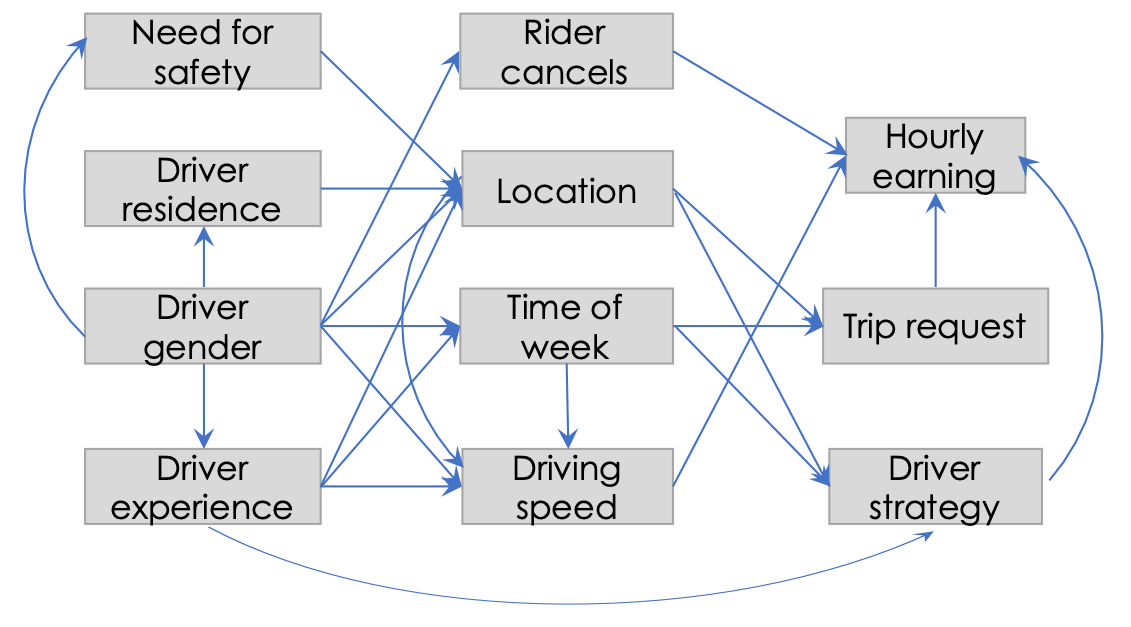 Need for
safety
Rider
cancels
Hourly
earning
Driver
residence
Location
Driver
gender
Time of
week
Trip request
Driver
experience
Driving
speed
Driver
strategy